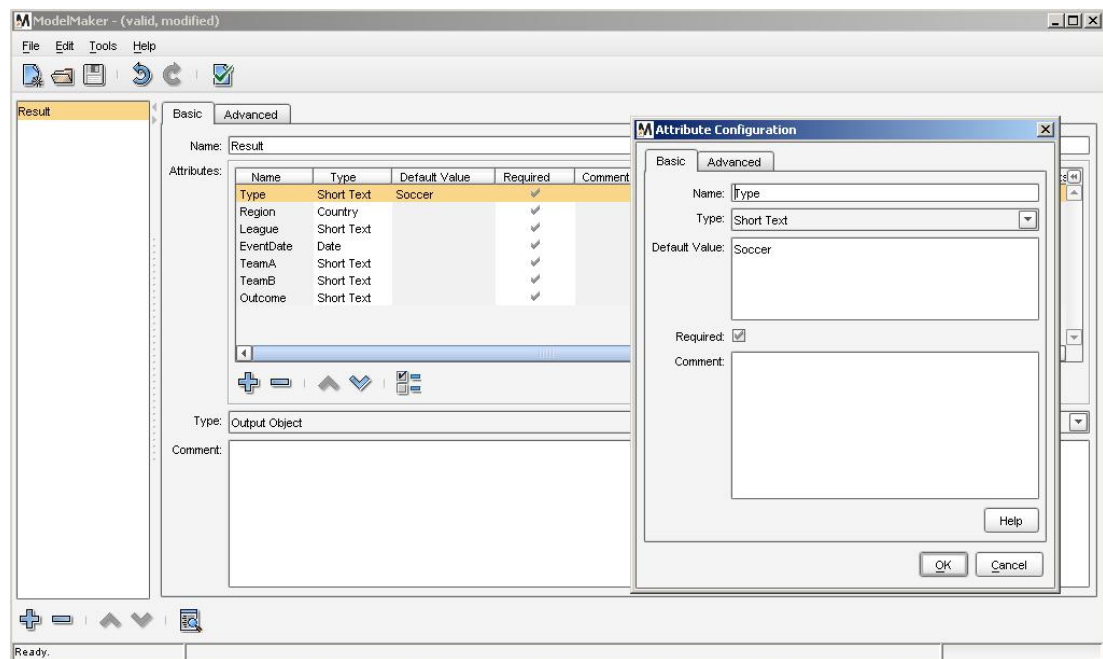 ModelMaker - (valid, modified)
File Edit Tools Help
Result
Basic Advanced
Name: Result
Attributes:
Name Type Default Value Required Comment
Type Short Text Soccer
Region Country
League Short Text
EventDate Date
TeamA Short Text
TeamB Short Text
Outcome Short Text
Type: Output Object
Comment:
Ready.
Attribute Configuration
Basic Advanced
Name: Type
Type: Short Text
Default Value: Soccer
Required:
Comment:
Help
OK Cancel